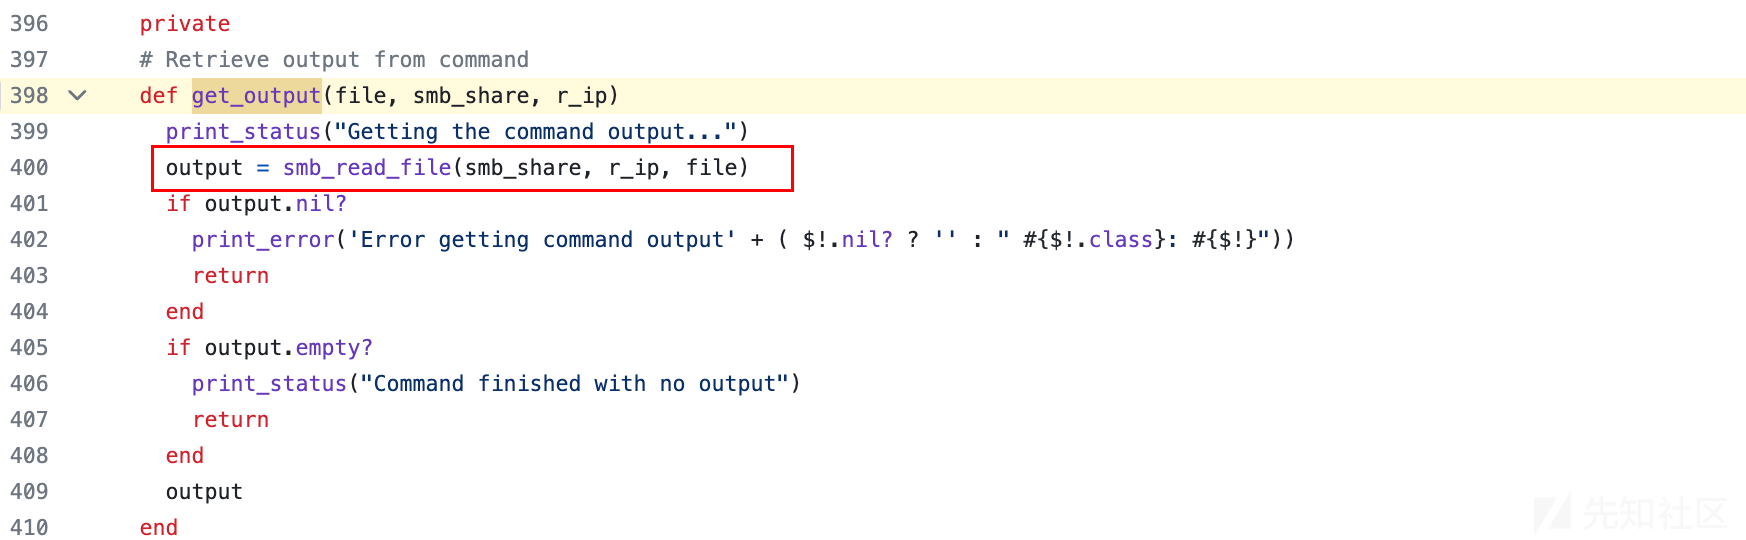 396 private
397 # Retrieve output from command
398 def get_output(file, smb_share, r_ip)
399 print_status("Getting the command output...")
400 output = smb_read_file(smb_share, r_ip, file)
401 if output.nil?
402 print_error('Error getting command output' + ( $!.nil? ? '' : " #{$!.class}: #{$!}"))
403 return
404 end
405 if output.empty?
406 print_status("Command finished with no output")
407 return
408 end
409 output
410 end
先知社区